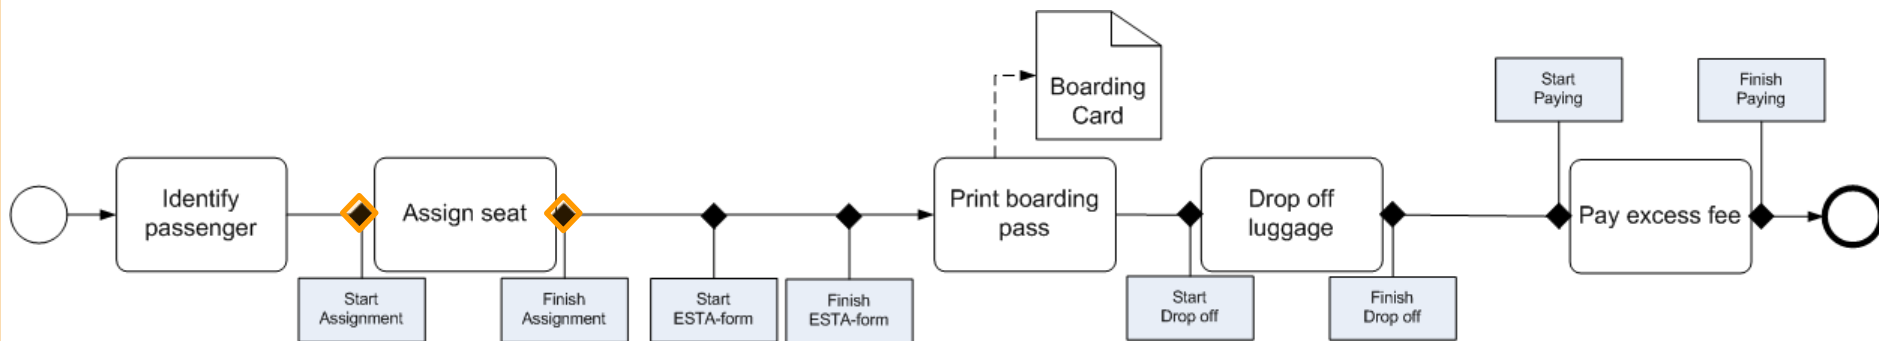 Boarding
Card
Start
Paying
Finish
Paying
Identify
passenger
Assign seat
Print boarding
pass
Drop off
luggage
Pay excess fee
Start
Assignment
Finish
Assignment
Start
ESTA-form
Finish
ESTA-form
Start
Drop off
Finish
Drop off